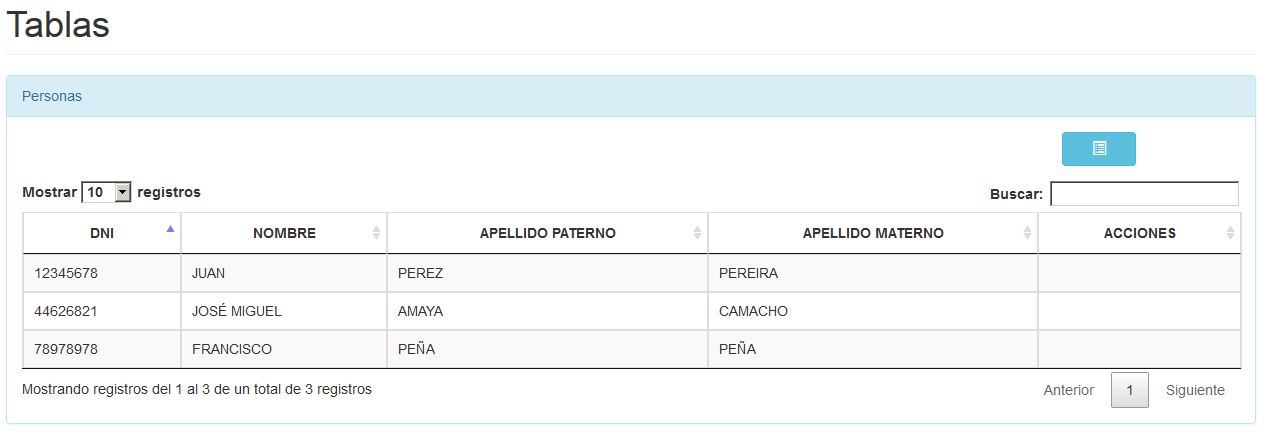 Tablas
Personas
Mostrar 10 registros
Buscar:
DNI NOMBRE APELLIDO PATERNO APELLIDO MATERNO ACCIONES
12345678 JUAN PEREZ PEREIRA
44626821 JOSÉ MIGUEL AMAYA CAMACHO
78978978 FRANCISCO PEÑA PEÑA
Mostrando registros del 1 al 3 de un total de 3 registros
Anterior 1 Siguiente